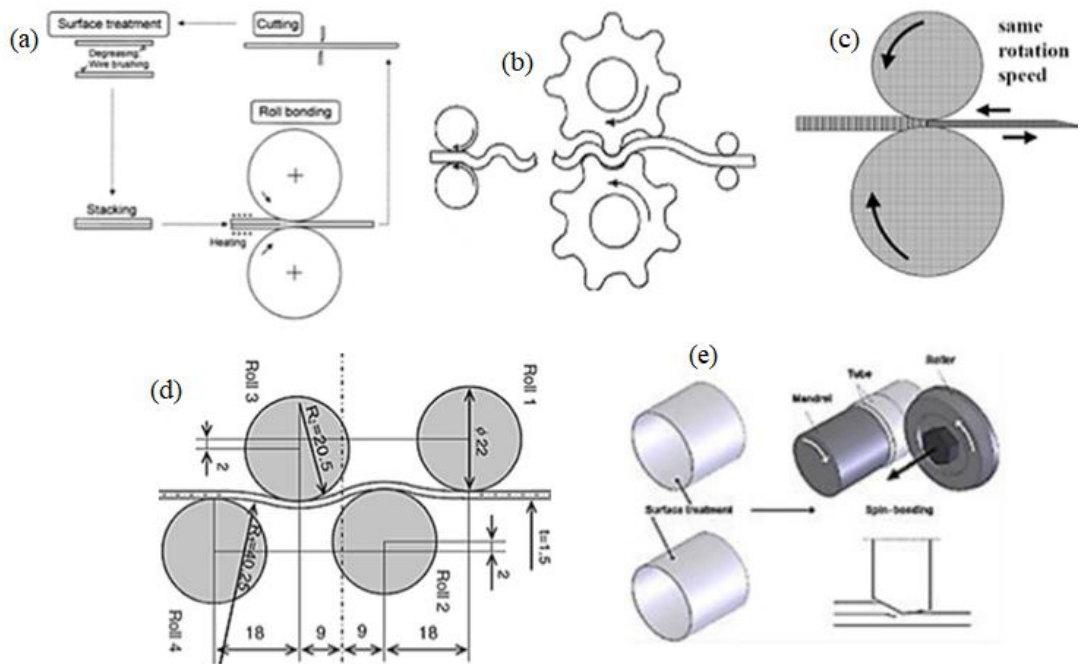 (a)
Surface treatment
Cutting
Degreasing
Wire brushing
Roll bonding
Stacking
Heating
(b)
(c)
same
rotation
speed
(d)
Roll 3
Roll 1
R₂=20.5
ϕ 22
2
R₁=40.25
t=1.5
2
Roll 4
Roll 2
18
9
9
18
(e)
Roller
Tube
Mandrel
Surface treatment
Spin-bonding